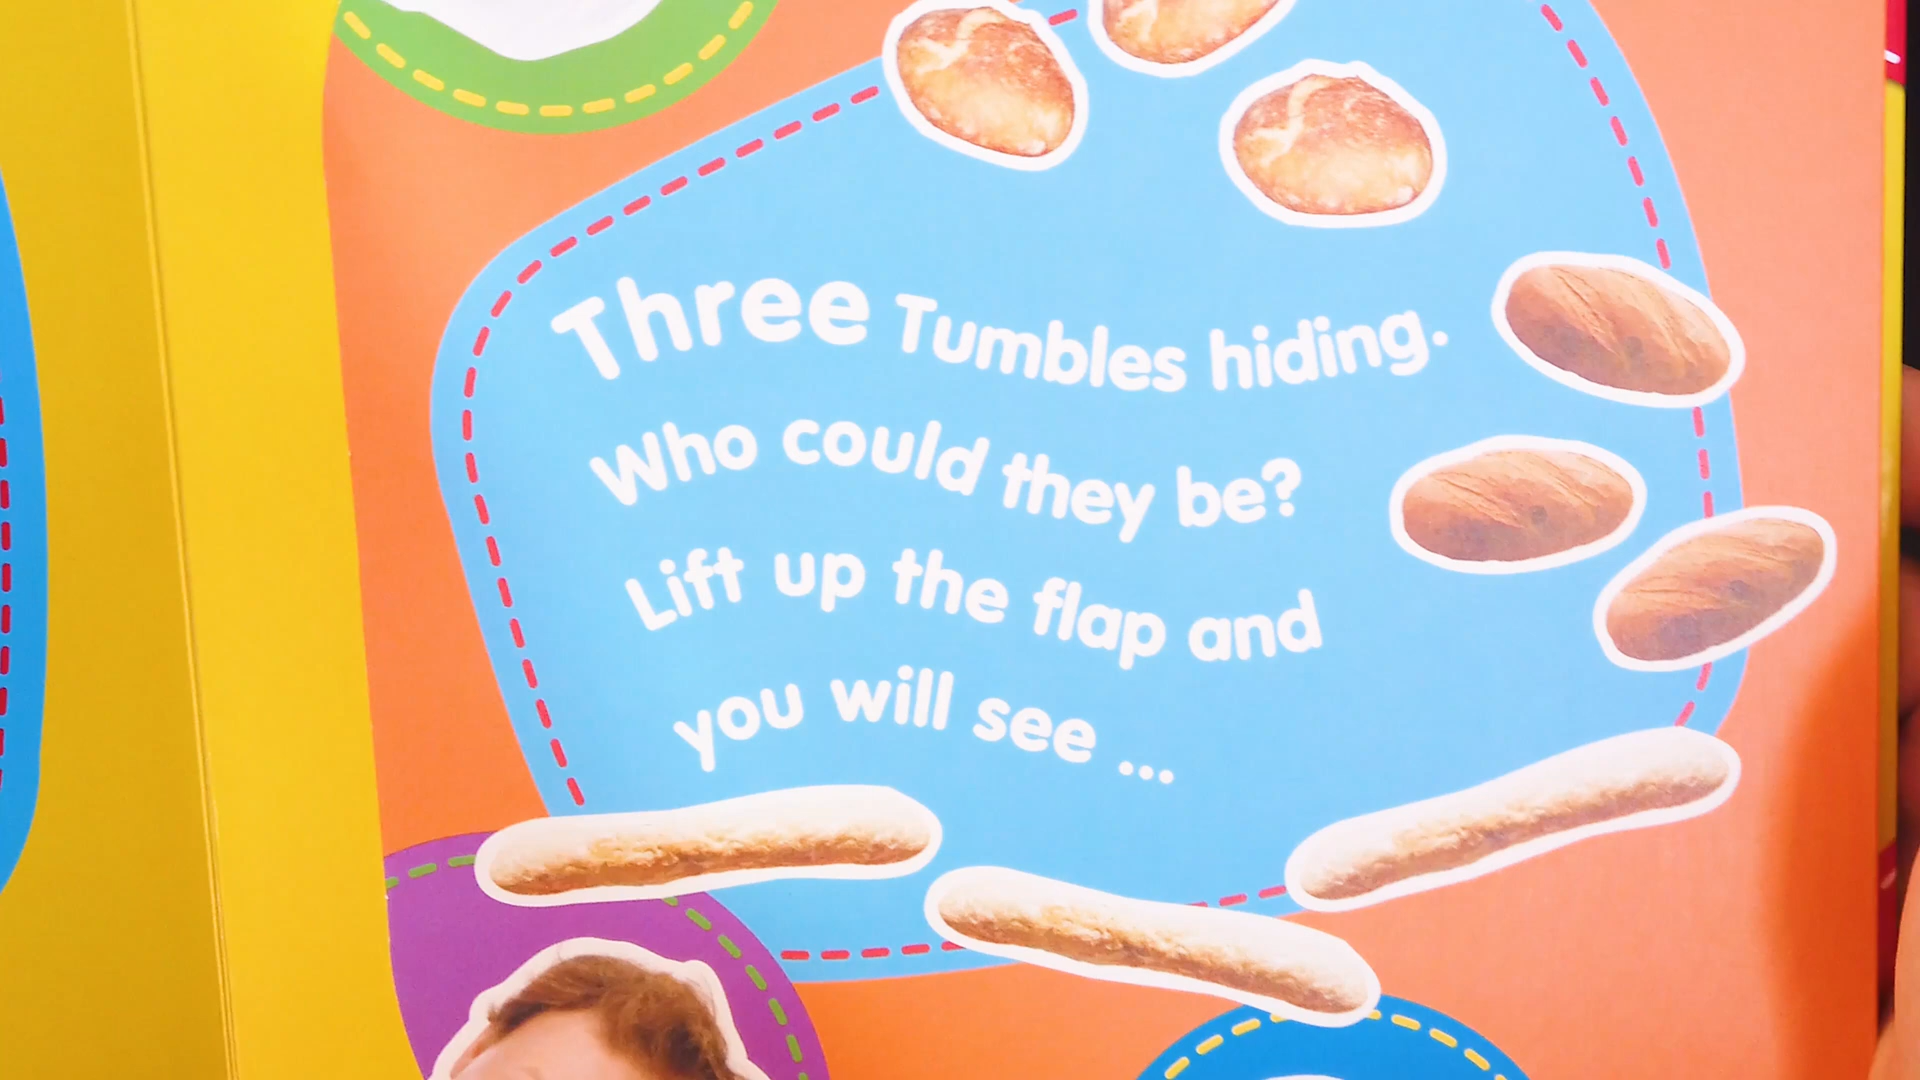 Three Tumbles hiding.
Who could they be?
Lift up the flap and
you will see ...